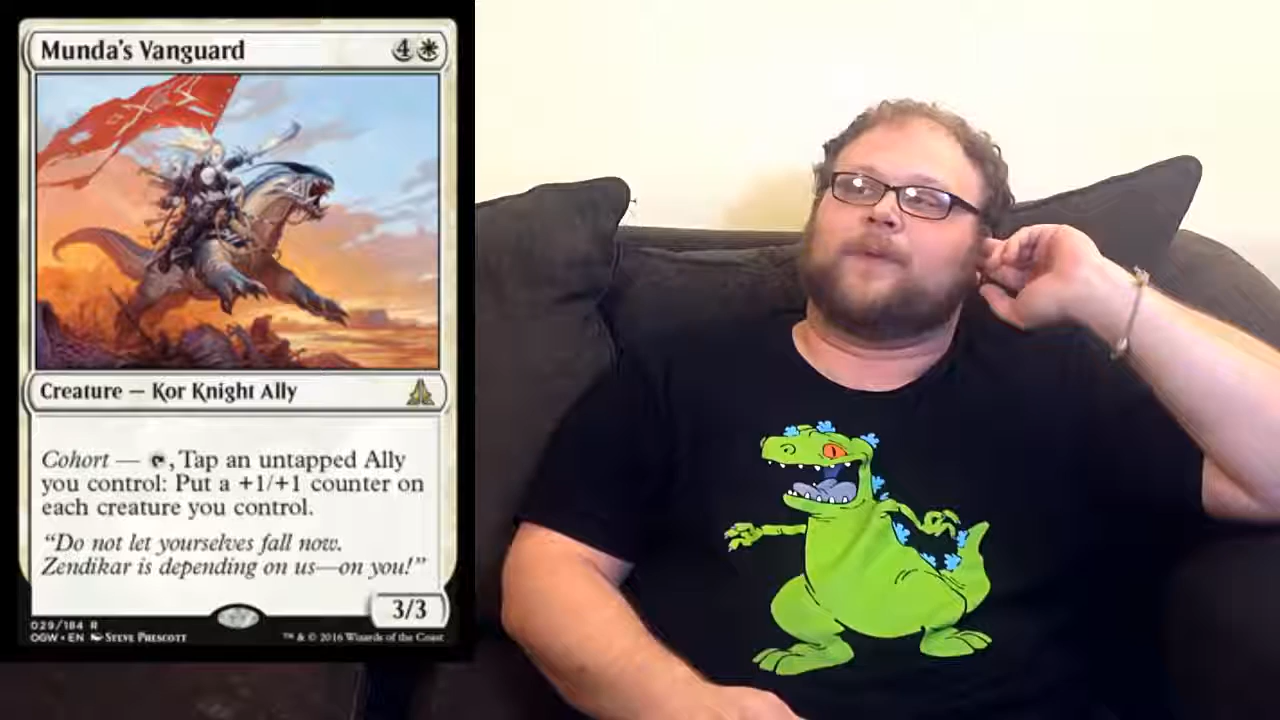 Munda's Vanguard 4
Creature — Kor Knight Ally
Cohort — , Tap an untapped Ally
you control: Put a +1/+1 counter on
each creature you control.
"Do not let yourselves fall now.
Zendikar is depending on us—on you!"
3/3
029/184 R
OGW • EN Steve Prescott
™ & © 2016 Wizards of the Coast